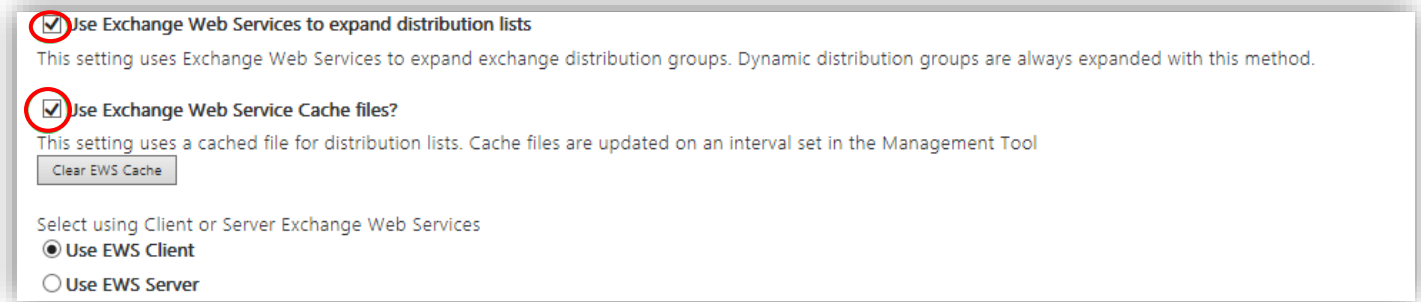 Use Exchange Web Services to expand distribution lists
This setting uses Exchange Web Services to expand exchange distribution groups. Dynamic distribution groups are always expanded with this method.
Use Exchange Web Service Cache files?
This setting uses a cached file for distribution lists. Cache files are updated on an interval set in the Management Tool
Clear EWS Cache
Select using Client or Server Exchange Web Services
Use EWS Client
Use EWS Server